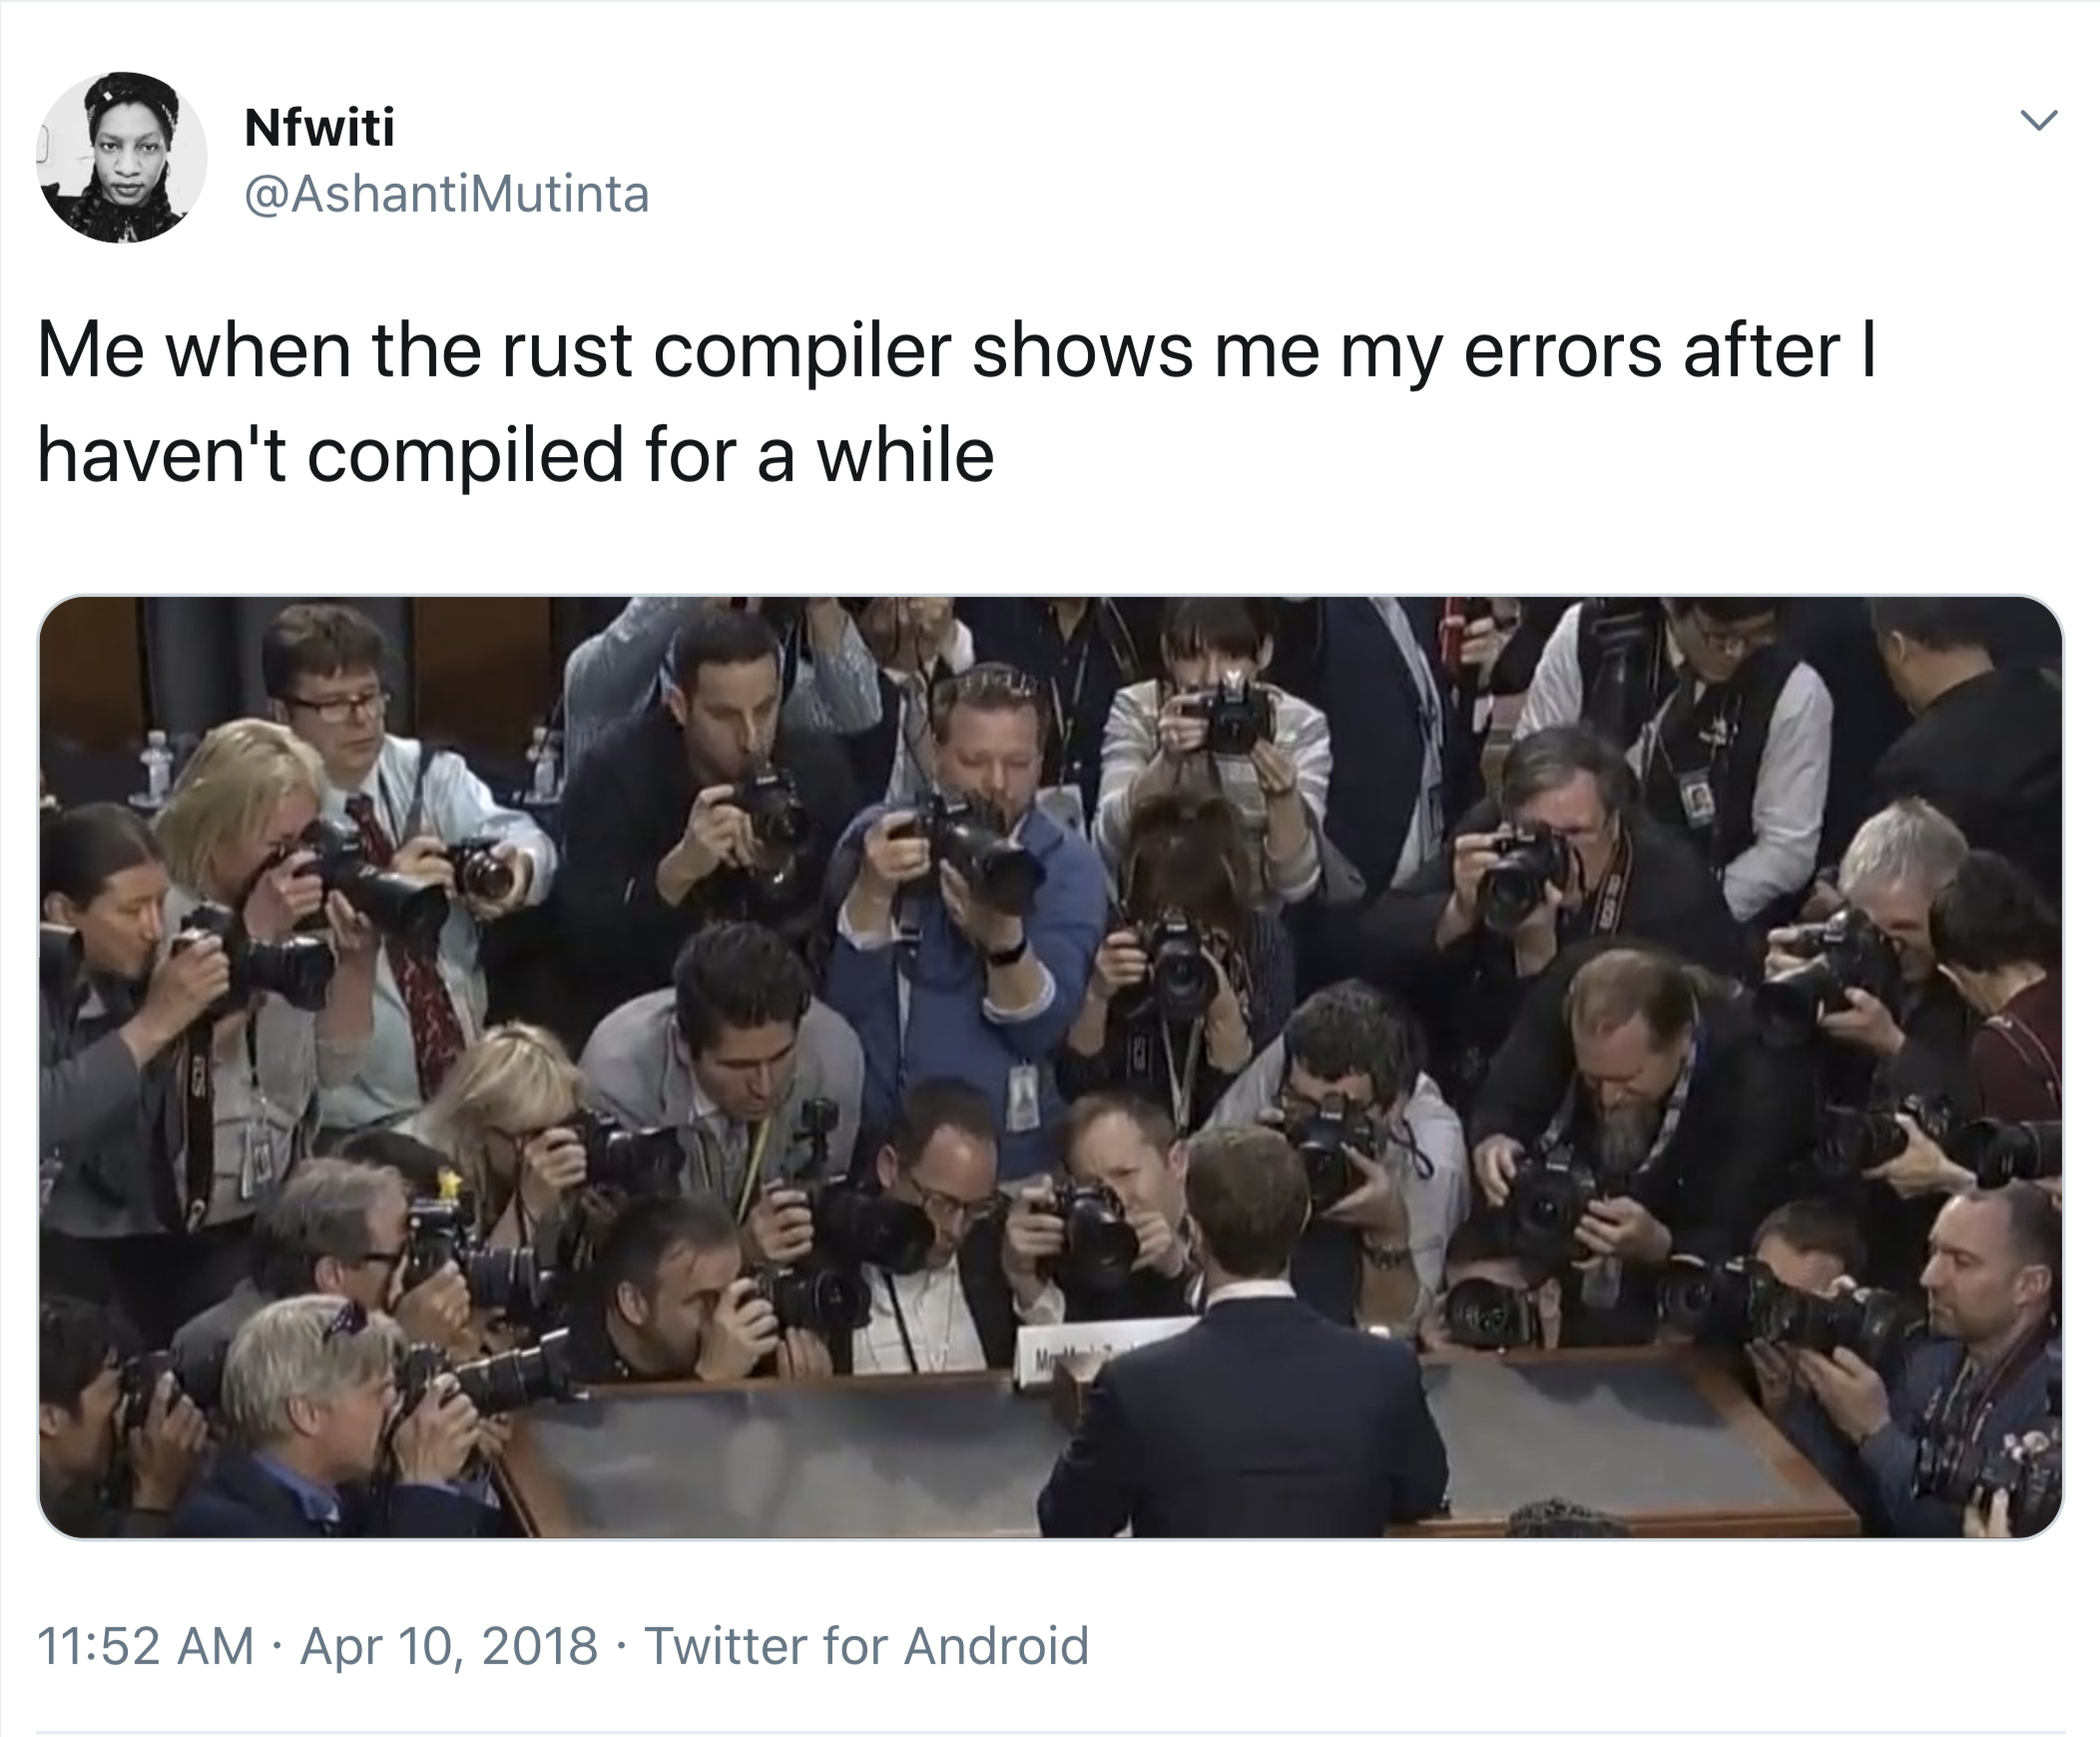 Nfwiti
@AshantiMutinta
Me when the rust compiler shows me my errors after I
haven't compiled for a while
11:52 AM · Apr 10, 2018 · Twitter for Android